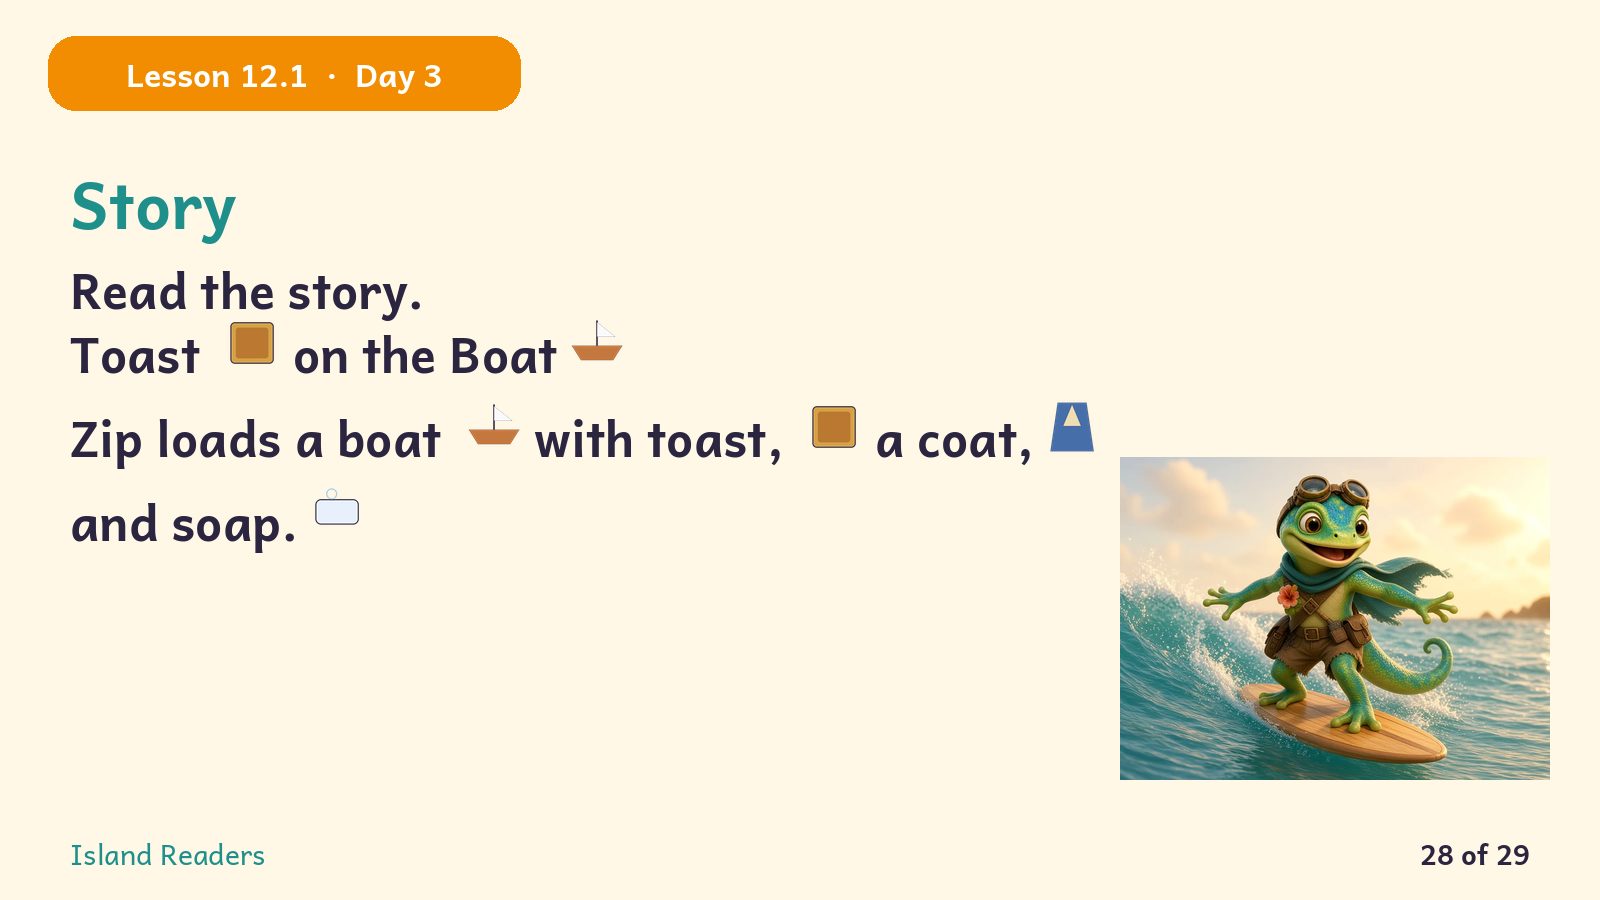 Lesson 12.1 · Day 3
Story
Read the story.
Toast on the Boat
Zip loads a boat with toast, a coat,
and soap.
Island Readers
28 of 29